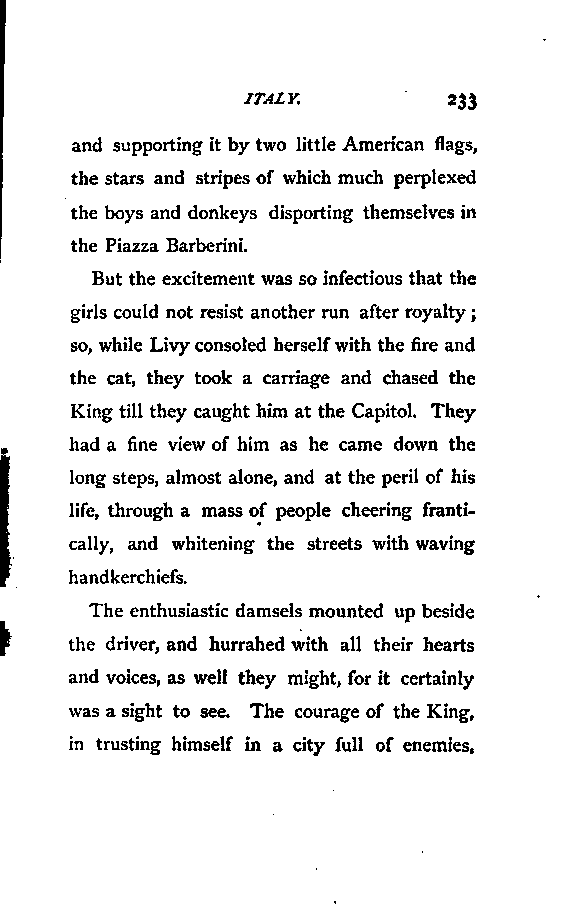 ITALY. 233
and supporting it by two little American flags,
the stars and stripes of which much perplexed
the boys and donkeys disporting themselves in
the Piazza Barberini.
But the excitement was so infectious that the
girls could not resist another run after royalty ;
so, while Livy consoled herself with the fire and
the cat, they took a carriage and chased the
King till they caught him at the Capitol. They
had a fine view of him as he came down the
long steps, almost alone, and at the peril of his
life, through a mass of people cheering franti-
cally, and whitening the streets with waving
handkerchiefs.
The enthusiastic damsels mounted up beside
the driver, and hurrahed with all their hearts
and voices, as well they might, for it certainly
was a sight to see. The courage of the King,
in trusting himself in a city full of enemies,